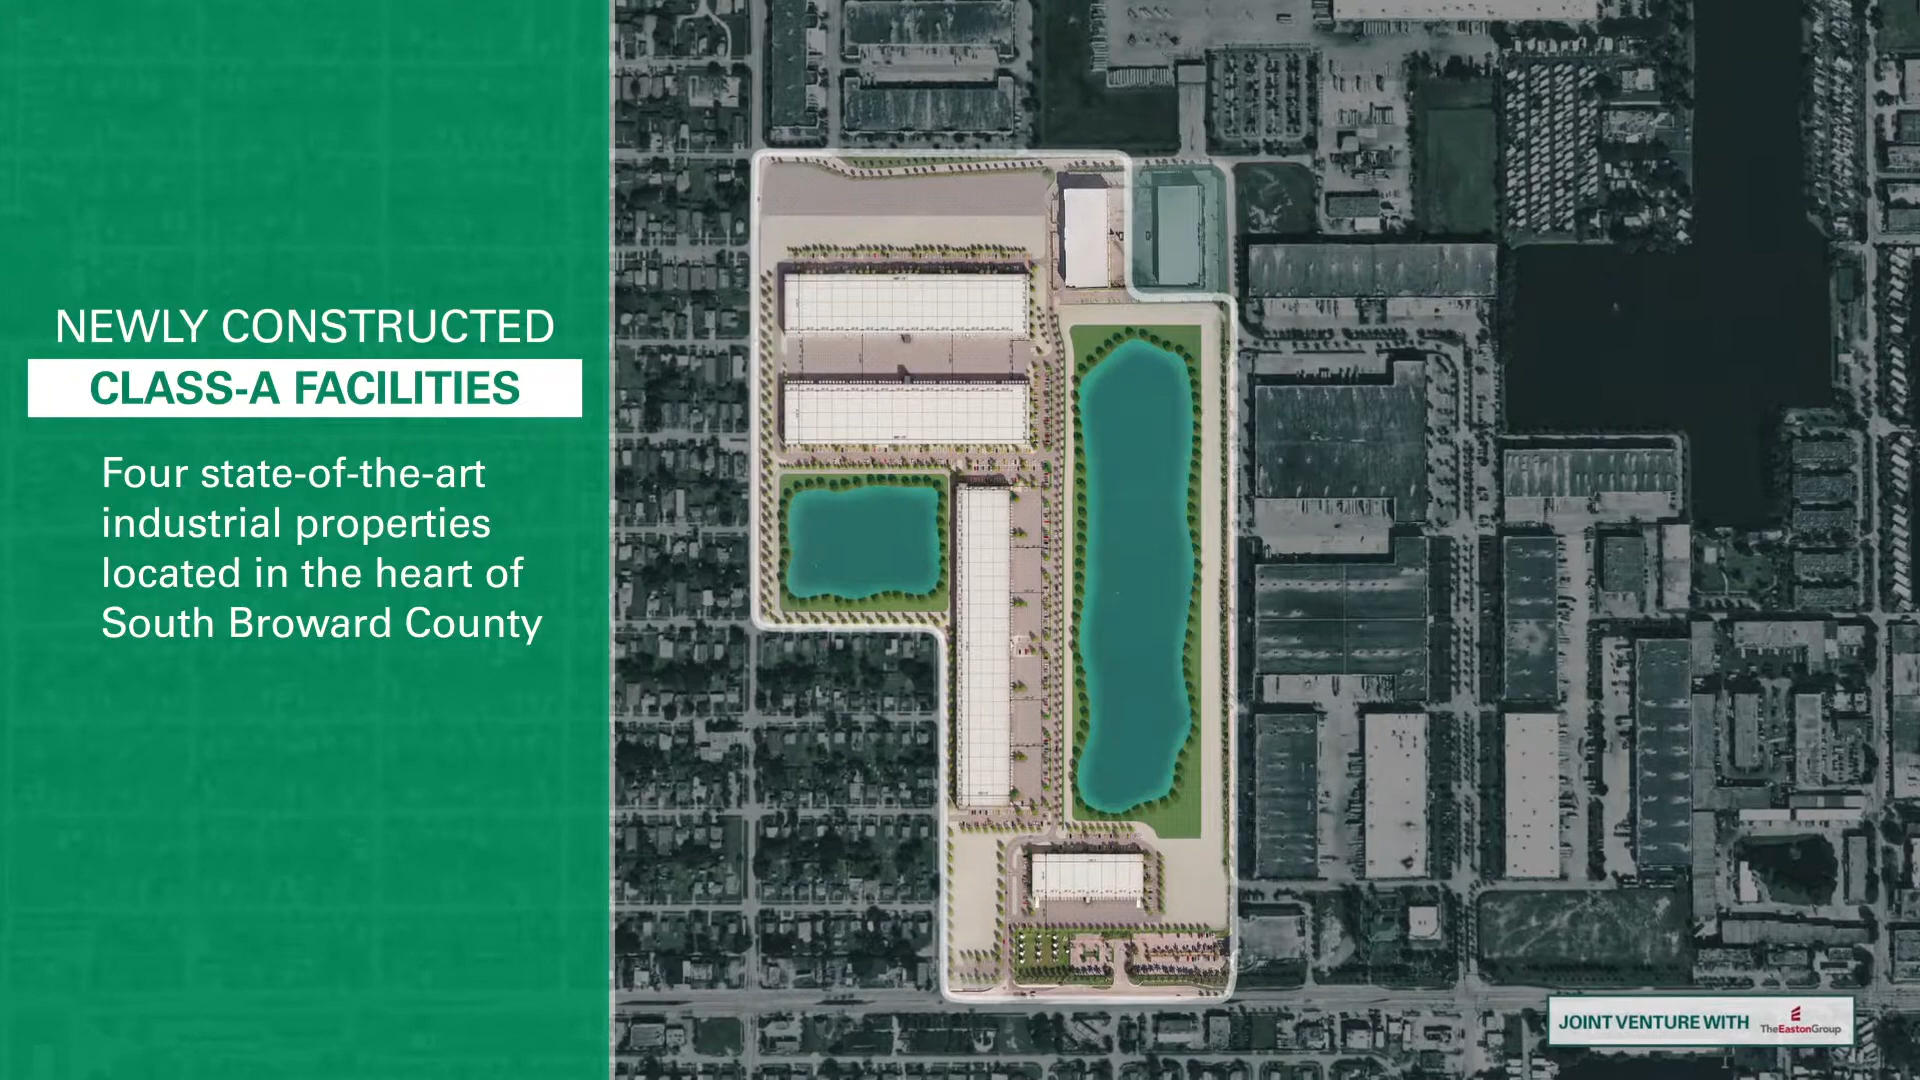 NEWLY CONSTRUCTED
CLASS-A FACILITIES
Four state-of-the-art
industrial properties
located in the heart of
South Broward County
JOINT VENTURE WITH TheEastonGroup